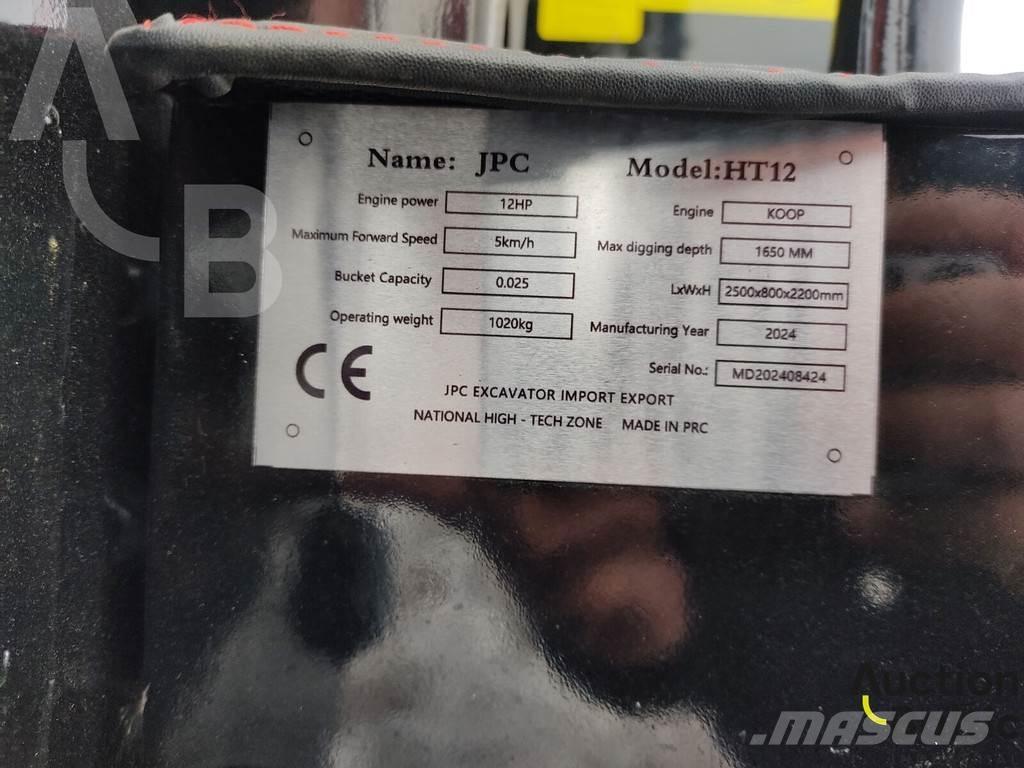 A
B
Name: JPC
Engine power 12HP
Maximum Forward Speed 5km/h
Bucket Capacity 0.025
Operating weight 1020kg
Model:HT12
Engine KOOP
Max digging depth 1650 MM
LxWxH 2500x800x2200mm
Manufacturing Year 2024
Serial No.: MD202408424
CE
JPC EXCAVATOR IMPORT EXPORT
NATIONAL HIGH - TECH ZONE MADE IN PRC
Auction
MASCUS